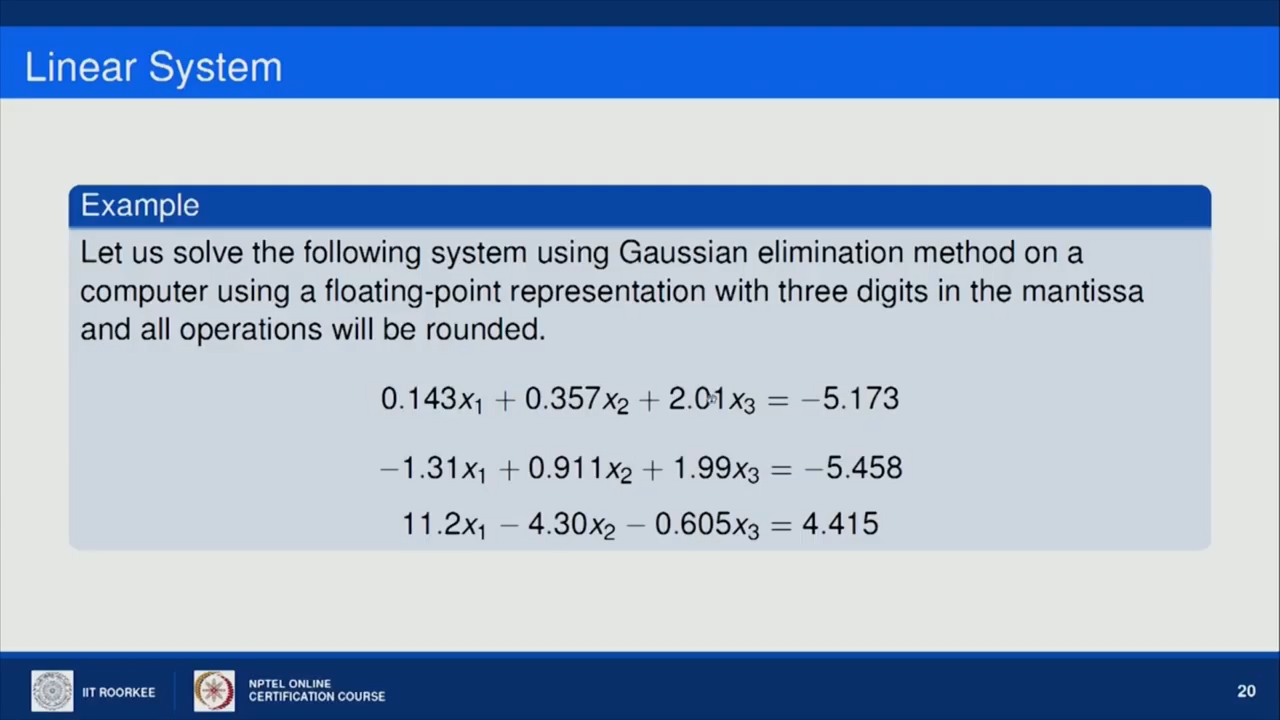 Linear System
Example
Let us solve the following system using Gaussian elimination method on a
computer using a floating-point representation with three digits in the mantissa
and all operations will be rounded.
0.143x₁ + 0.357x₂ + 2.01x₃ = −5.173
−1.31x₁ + 0.911x₂ + 1.99x₃ = −5.458
11.2x₁ − 4.30x₂ − 0.605x₃ = 4.415
IIT ROORKEE
NPTEL ONLINE
CERTIFICATION COURSE
20